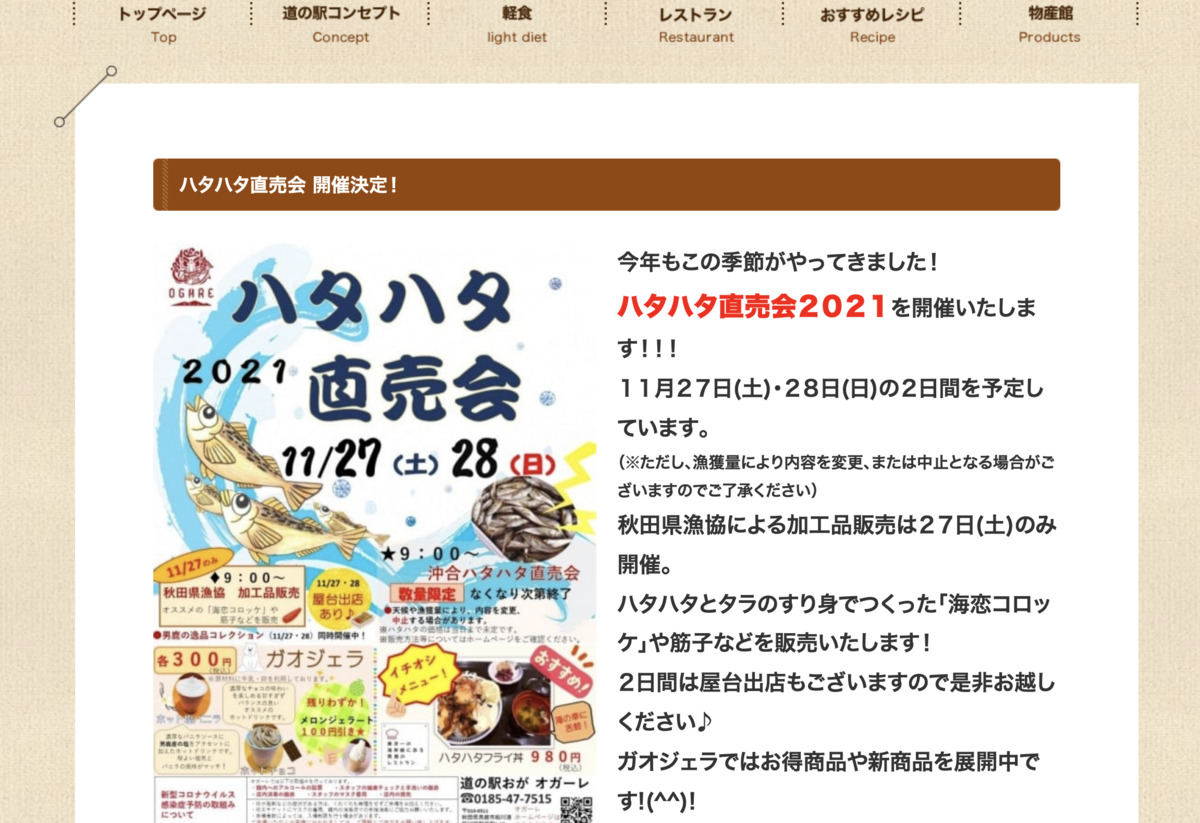 トップページ
Top
道の駅コンセプト
Concept
軽食
light diet
レストラン
Restaurant
おすすめレシピ
Recipe
物産館
Products
ハタハタ直売会 開催決定！
OGARE
ハタハタ
2021 直売会
11/27（土）28（日）
★9：00～
沖合ハタハタ直売会
数量限定 なくなり次第終了
●天候や漁獲量により、内容を変更、
中止する場合があります。
11/27のみ
◆9：00～
秋田県漁協 加工品販売
オススメの「海恋コロッケ」や
筋子などを販売
11/27・28
屋台出店
あり♪
●男鹿の逸品コレクション（11/27・28）同時開催中！
各300円
（税込）
ガオジェラ
濃厚なチョコの味わい
残りわずか！
メロンジェラート
100円引き★
ホットチョコ
イチオシ
メニュー！
おすすめ！
ハタハタフライ丼 980円
（税込）
新型コロナウイルス
感染症予防の取組み
について
道の駅おが オガーレ
☎0185-47-7515
今年もこの季節がやってきました！
ハタハタ直売会２０２１を開催いたしま
す！！！
１１月２７日(土)・２８日(日)の２日間を予定し
ています。
（※ただし、漁獲量により内容を変更、または中止となる場合がご
ざいますのでご了承ください）
秋田県漁協による加工品販売は２７日(土)のみ
開催。
ハタハタとタラのすり身でつくった「海恋コロッ
ケ」や筋子などを販売いたします！
２日間は屋台出店もございますので是非お越し
ください♪
ガオジェラではお得商品や新商品を展開中で
す!(^^)!